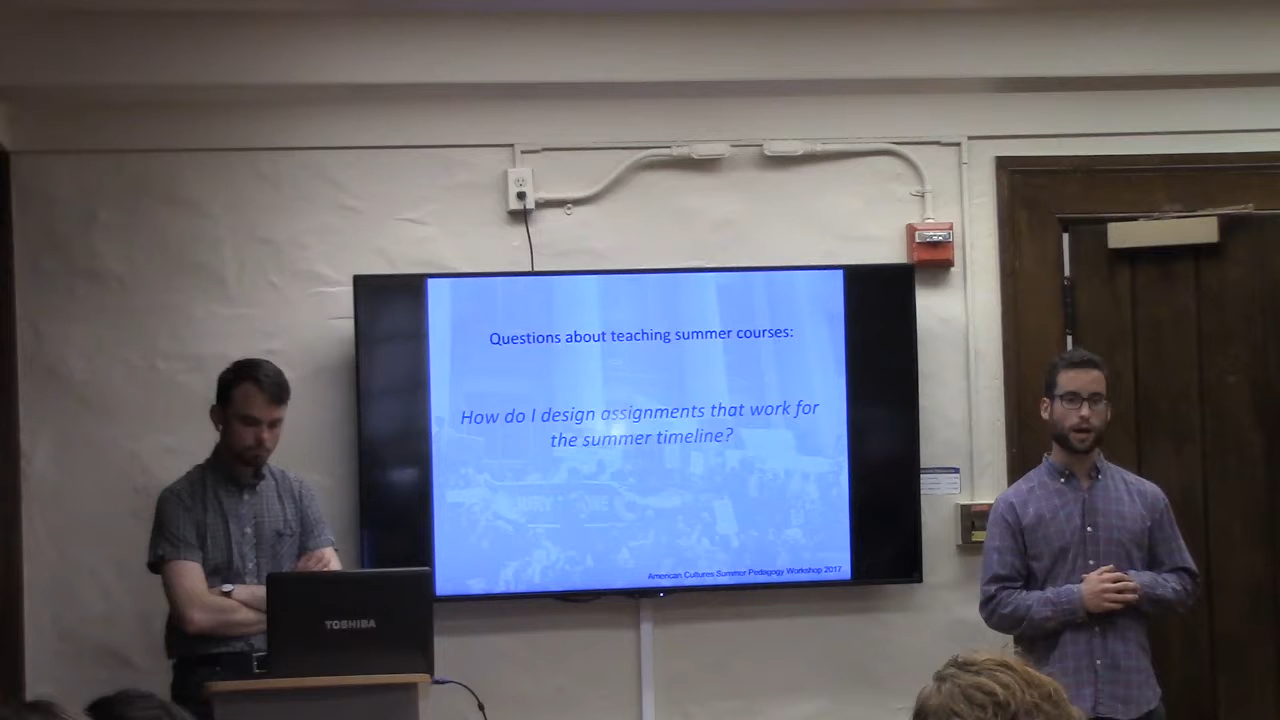 Questions about teaching summer courses:
How do I design assignments that work for
the summer timeline?
American Cultures Summer Pedagogy Workshop 2017
TOSHIBA